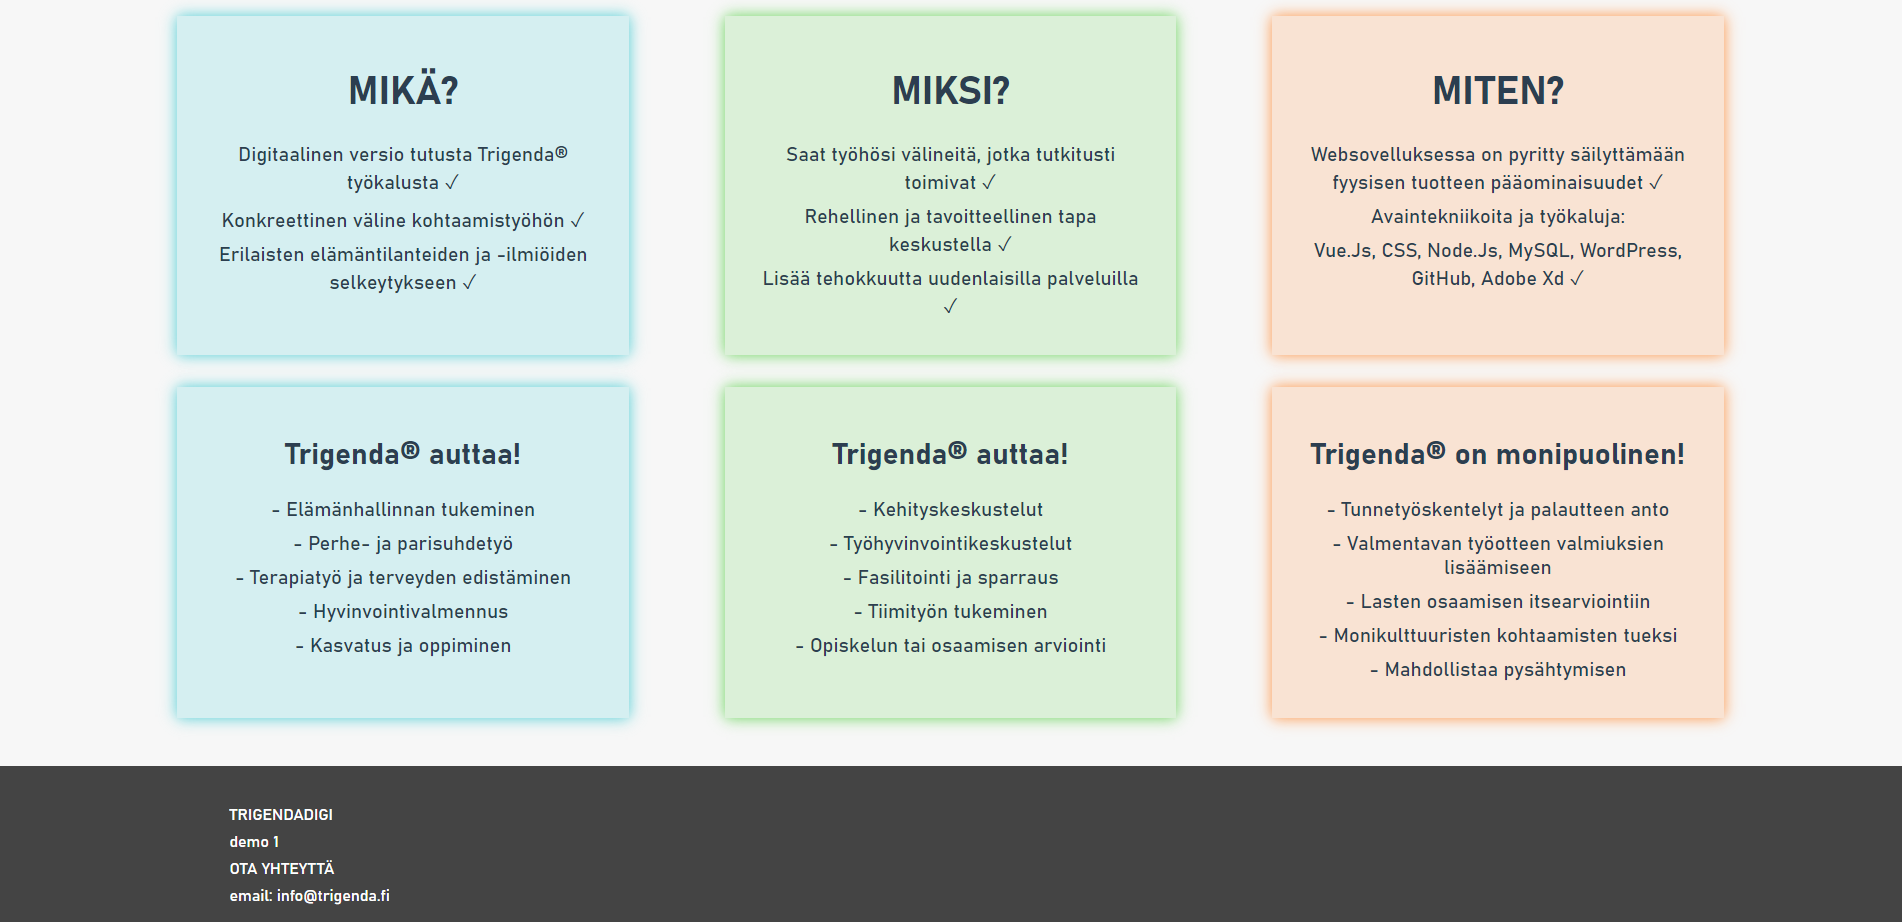 MIKÄ?
Digitaalinen versio tutusta Trigenda®
työkalusta ✓
Konkreettinen väline kohtaamistyöhön ✓
Erilaisten elämäntilanteiden ja -ilmiöiden
selkeytykseen ✓
MIKSI?
Saat työhösi välineitä, jotka tutkitusti
toimivat ✓
Rehellinen ja tavoitteellinen tapa
keskustella ✓
Lisää tehokkuutta uudenlaisilla palveluilla
✓
MITEN?
Websovelluksessa on pyritty säilyttämään
fyysisen tuotteen pääominaisuudet ✓
Avaintekniikoita ja työkaluja:
Vue.Js, CSS, Node.Js, MySQL, WordPress,
GitHub, Adobe Xd ✓
Trigenda® auttaa!
- Elämänhallinnan tukeminen
- Perhe- ja parisuhdetyö
- Terapiatyö ja terveyden edistäminen
- Hyvinvointivalmennus
- Kasvatus ja oppiminen
Trigenda® auttaa!
- Kehityskeskustelut
- Työhyvinvointikeskustelut
- Fasilitointi ja sparraus
- Tiimityön tukeminen
- Opiskelun tai osaamisen arviointi
Trigenda® on monipuolinen!
- Tunnetyöskentelyt ja palautteen anto
- Valmentavan työotteen valmiuksien
lisäämiseen
- Lasten osaamisen itsearviointiin
- Monikulttuuristen kohtaamisten tueksi
- Mahdollistaa pysähtymisen
TRIGENDADIGI
demo 1
OTA YHTEYTTÄ
email: info@trigenda.fi